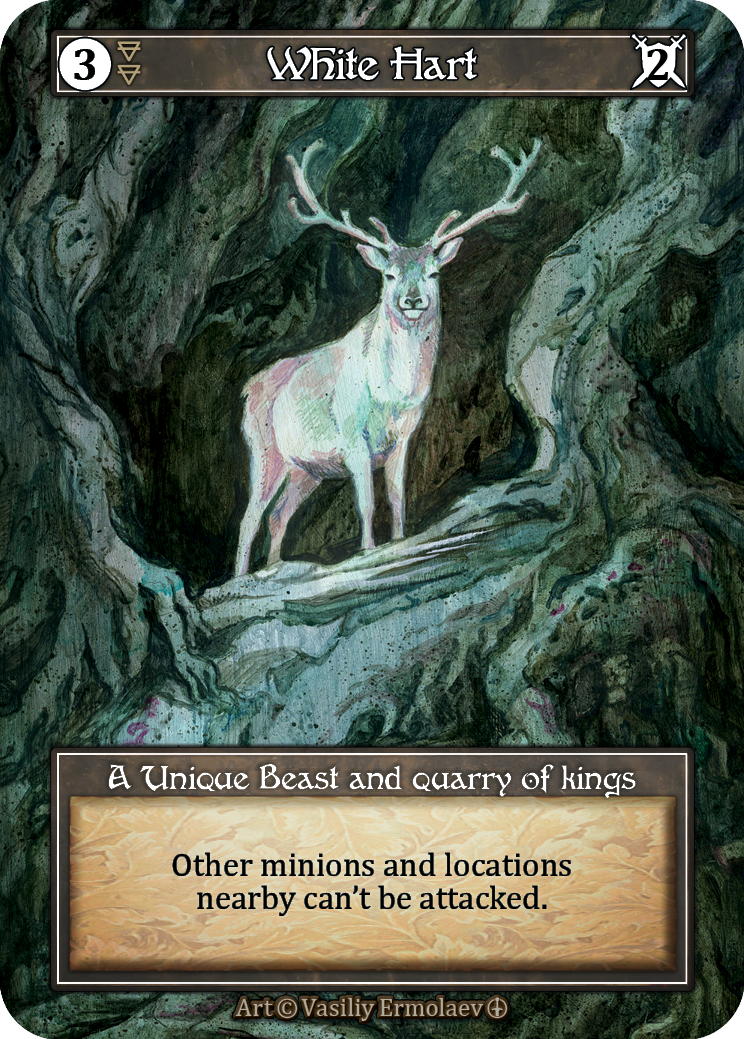 3 White Hart 2
A Unique Beast and quarry of kings
Other minions and locations
nearby can't be attacked.
Art © Vasiliy Ermolaev